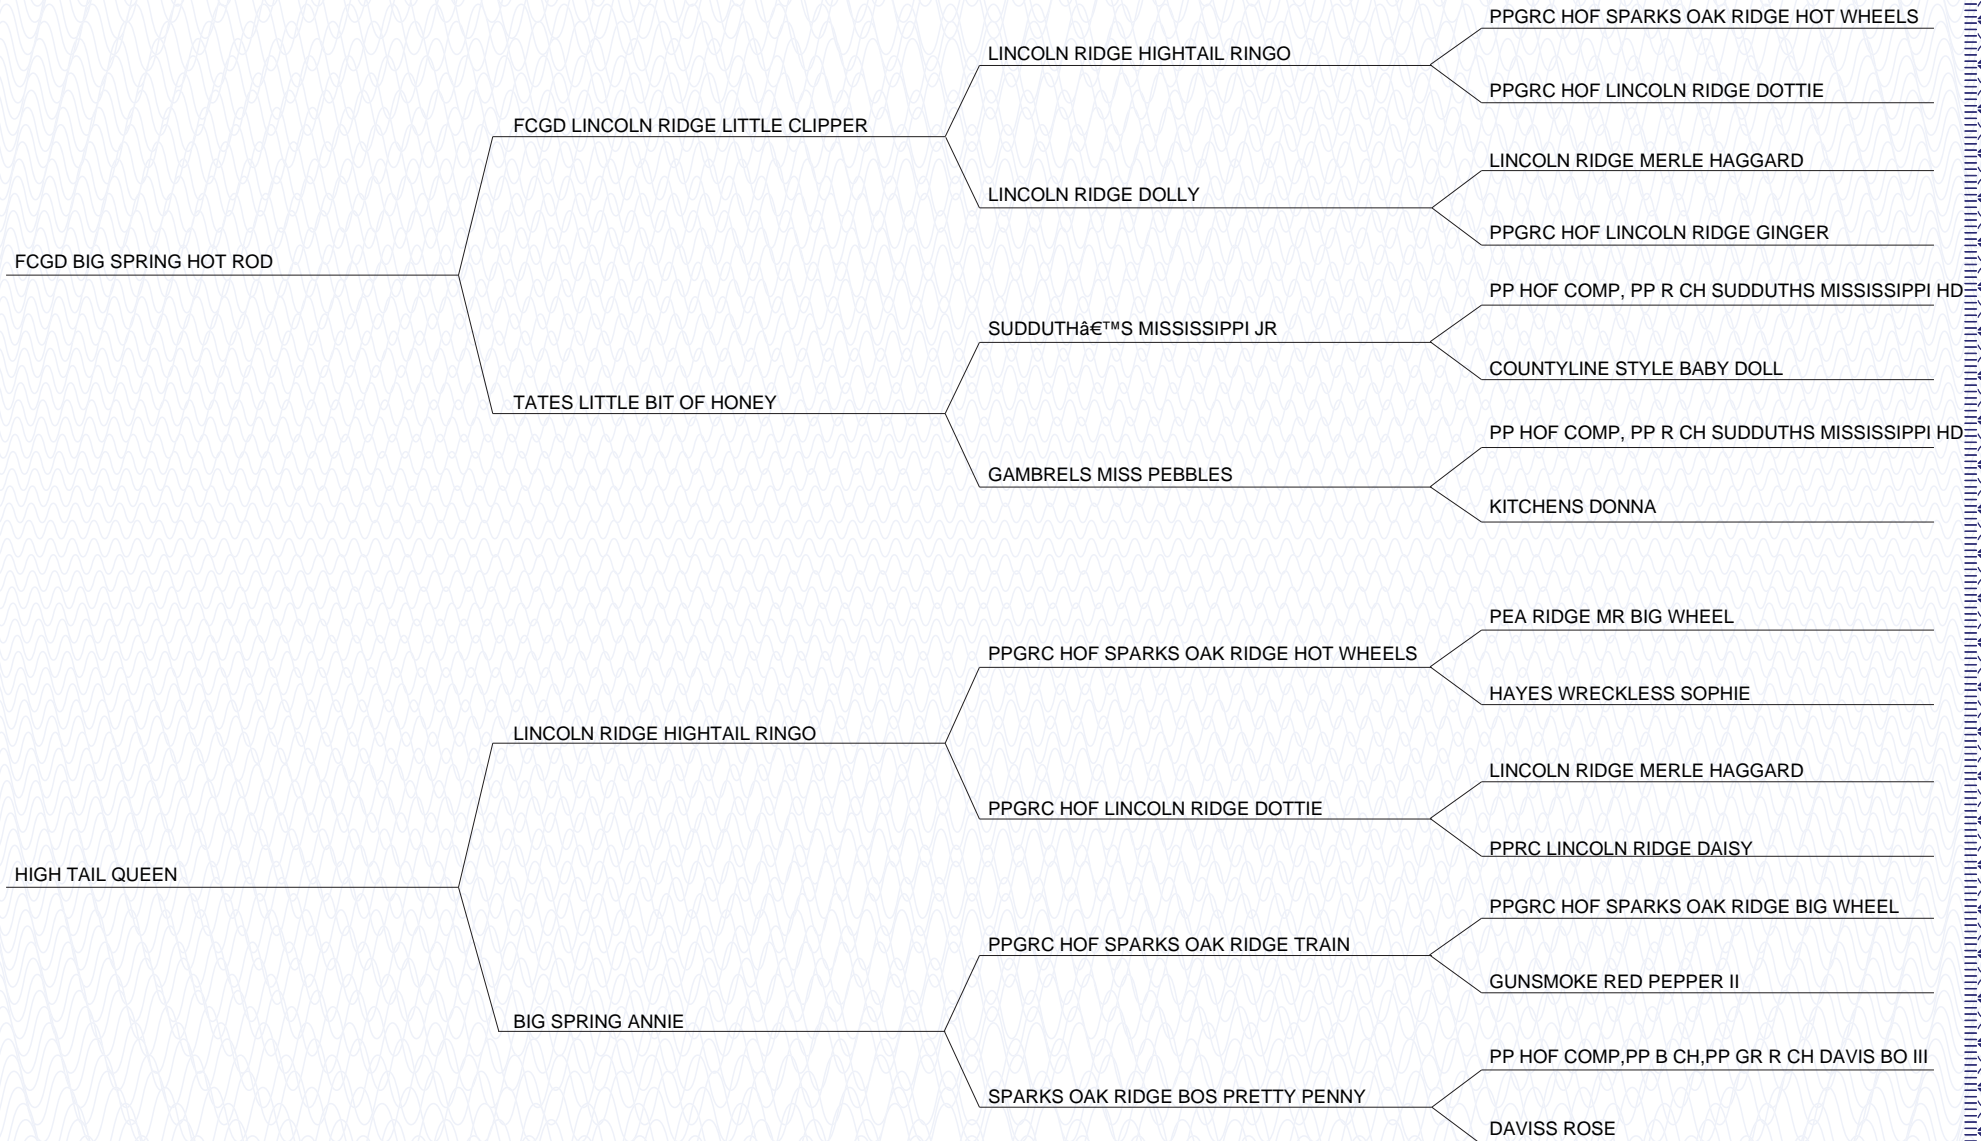 PPGRC HOF SPARKS OAK RIDGE HOT WHEELS
LINCOLN RIDGE HIGHTAIL RINGO
PPGRC HOF LINCOLN RIDGE DOTTIE
FCGD LINCOLN RIDGE LITTLE CLIPPER
LINCOLN RIDGE MERLE HAGGARD
LINCOLN RIDGE DOLLY
PPGRC HOF LINCOLN RIDGE GINGER
FCGD BIG SPRING HOT ROD
PP HOF COMP, PP R CH SUDDUTHS MISSISSIPPI HD
SUDDUTHâ€™S MISSISSIPPI JR
COUNTYLINE STYLE BABY DOLL
TATES LITTLE BIT OF HONEY
PP HOF COMP, PP R CH SUDDUTHS MISSISSIPPI HD
GAMBRELS MISS PEBBLES
KITCHENS DONNA
PEA RIDGE MR BIG WHEEL
PPGRC HOF SPARKS OAK RIDGE HOT WHEELS
HAYES WRECKLESS SOPHIE
LINCOLN RIDGE HIGHTAIL RINGO
LINCOLN RIDGE MERLE HAGGARD
PPGRC HOF LINCOLN RIDGE DOTTIE
PPRC LINCOLN RIDGE DAISY
HIGH TAIL QUEEN
PPGRC HOF SPARKS OAK RIDGE BIG WHEEL
PPGRC HOF SPARKS OAK RIDGE TRAIN
GUNSMOKE RED PEPPER II
BIG SPRING ANNIE
PP HOF COMP,PP B CH,PP GR R CH DAVIS BO III
SPARKS OAK RIDGE BOS PRETTY PENNY
DAVISS ROSE